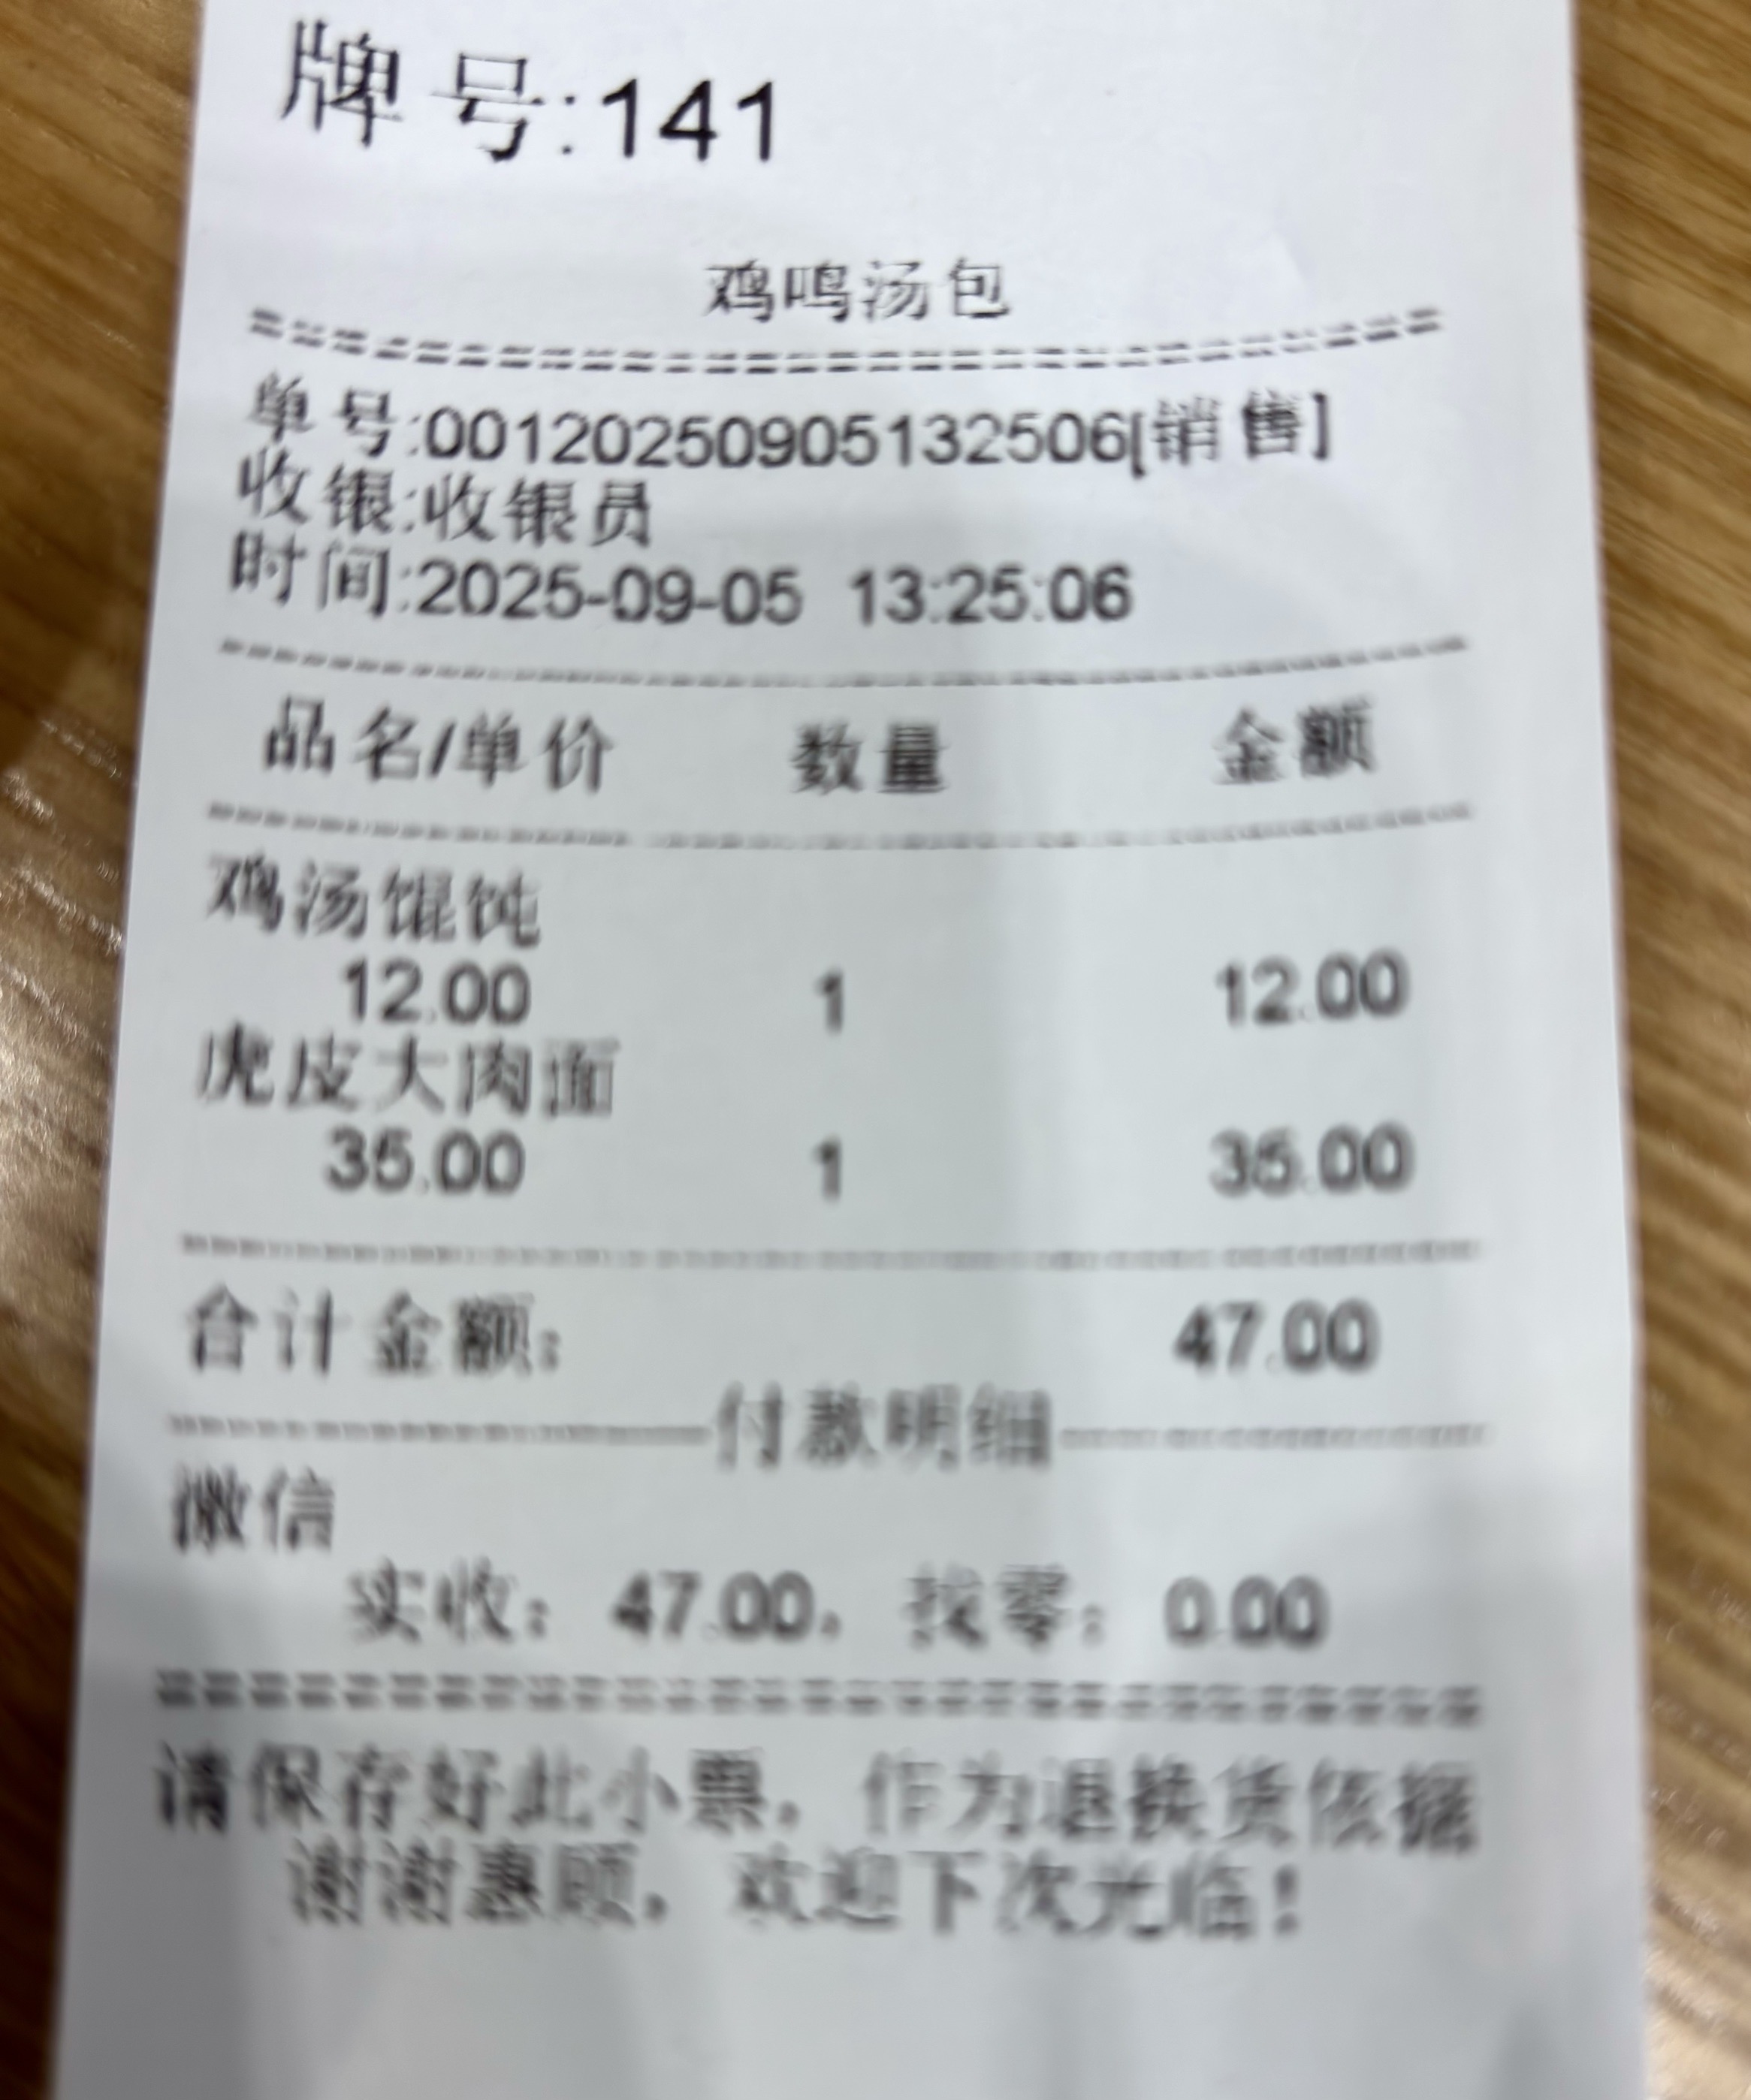 牌号:141
鸡鸣汤包
单号:00120250905132506[销售]
收银:收银员
时间:2025-09-05 13:25:06
品名/单价 数量 金额
鸡汤馄饨
12.00 1 12.00
虎皮大肉面
35.00 1 35.00
合计金额: 47.00
付款明细
微信
实收: 47.00, 找零: 0.00
请保存好此小票, 作为退换货依据
谢谢惠顾, 欢迎下次光临!